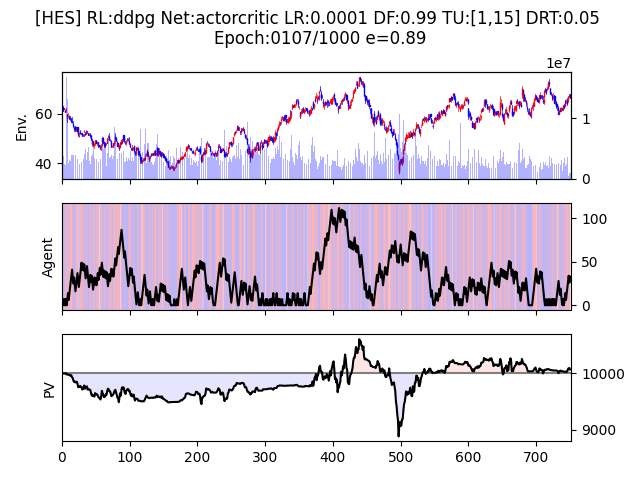 [HES] RL:ddpg Net:actorcritic LR:0.0001 DF:0.99 TU:[1,15] DRT:0.05
Epoch:0107/1000 e=0.89
1e7
Env.
60
40
1
0
Agent
100
50
0
PV
10000
9000
0 100 200 300 400 500 600 700